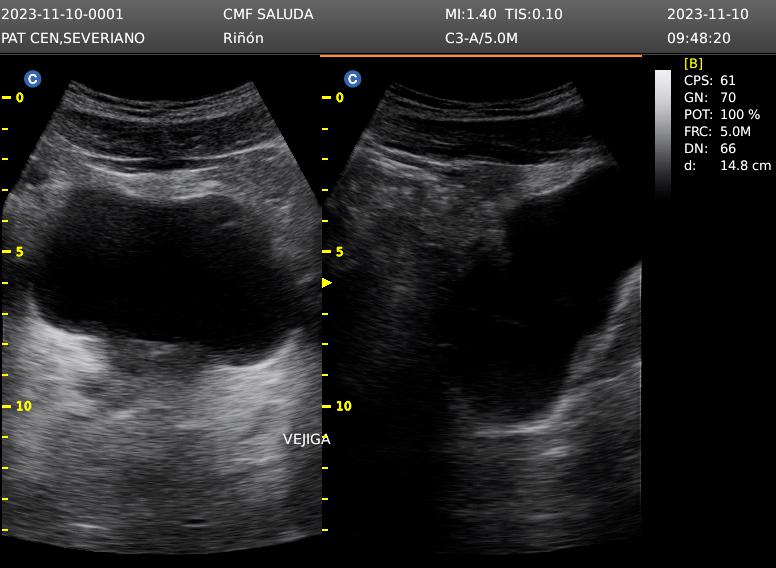 2023-11-10-0001 CMF SALUDA MI:1.40 TIS:0.10 2023-11-10
PAT CEN,SEVERIANO Riñón C3-A/5.0M 09:48:20
C C [B]
0 0 CPS: 61
GN: 70
POT: 100 %
FRC: 5.0M
DN: 66
d: 14.8 cm
5 5
10 10
VEJIGA